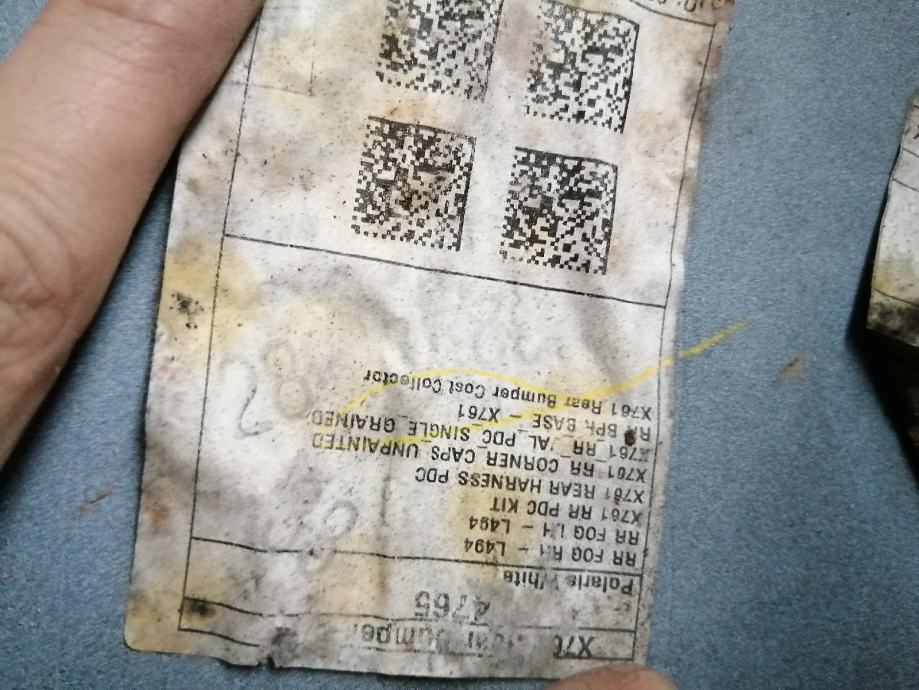 Bumper
4765
Polaris White
RR FOG RH - L494
RR FOG LH - L494
X761 RR PDC KIT
X761 REAR HARNESS PDC
X761 RR CORNER CAPS UNPAINTED
X761 RR VAL PDC SINGLE GRAINED
RR BPR BASE - X761
X761 Rear Bumper Cost Collector